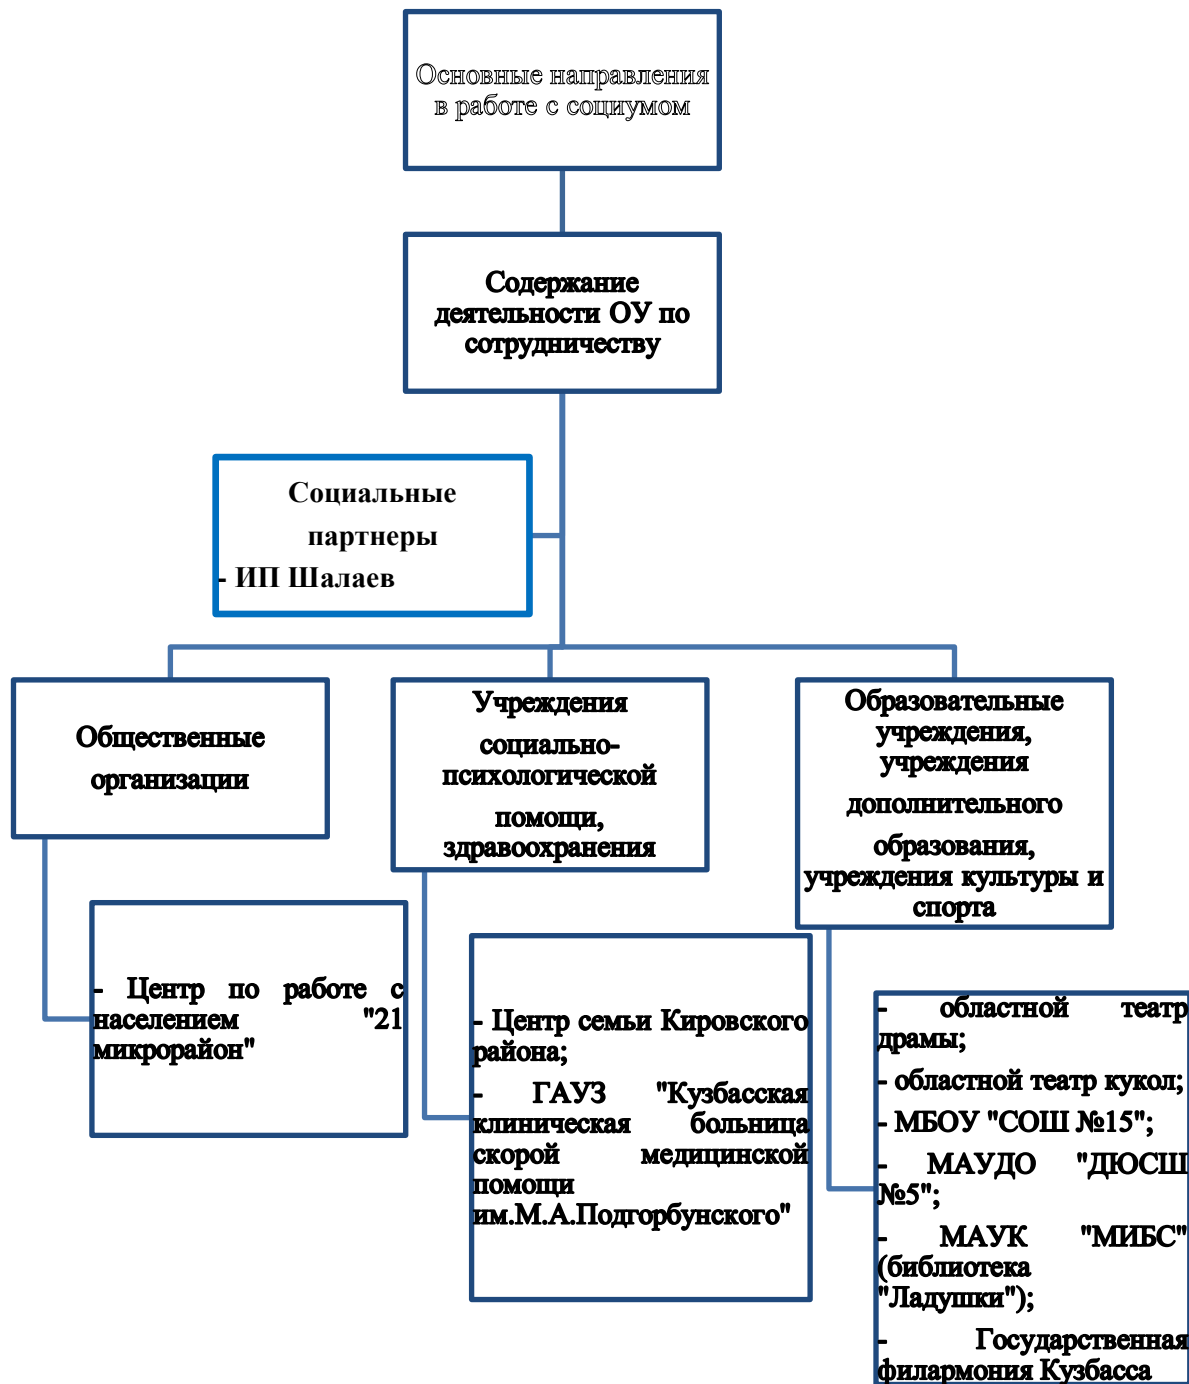 Основные направления
в работе с социумом
Содержание
деятельности ОУ по
сотрудничеству
Социальные
партнеры
- ИП Шалаев
Общественные
организации
Учреждения
социально-
психологической
помощи,
здравоохранения
Образовательные
учреждения,
учреждения
дополнительного
образования,
учреждения культуры и
спорта
- Центр по работе с
населением "21
микрорайон"
- Центр семьи Кировского
района;
- ГАУЗ "Кузбасская
клиническая больница
скорой медицинской
помощи
им.М.А.Подгорбунского"
- областной театр
драмы;
- областной театр кукол;
- МБОУ "СОШ №15";
- МАУДО "ДЮСШ
№5";
- МАУК "МИБС"
(библиотека
"Ладушки");
- Государственная
филармония Кузбасса